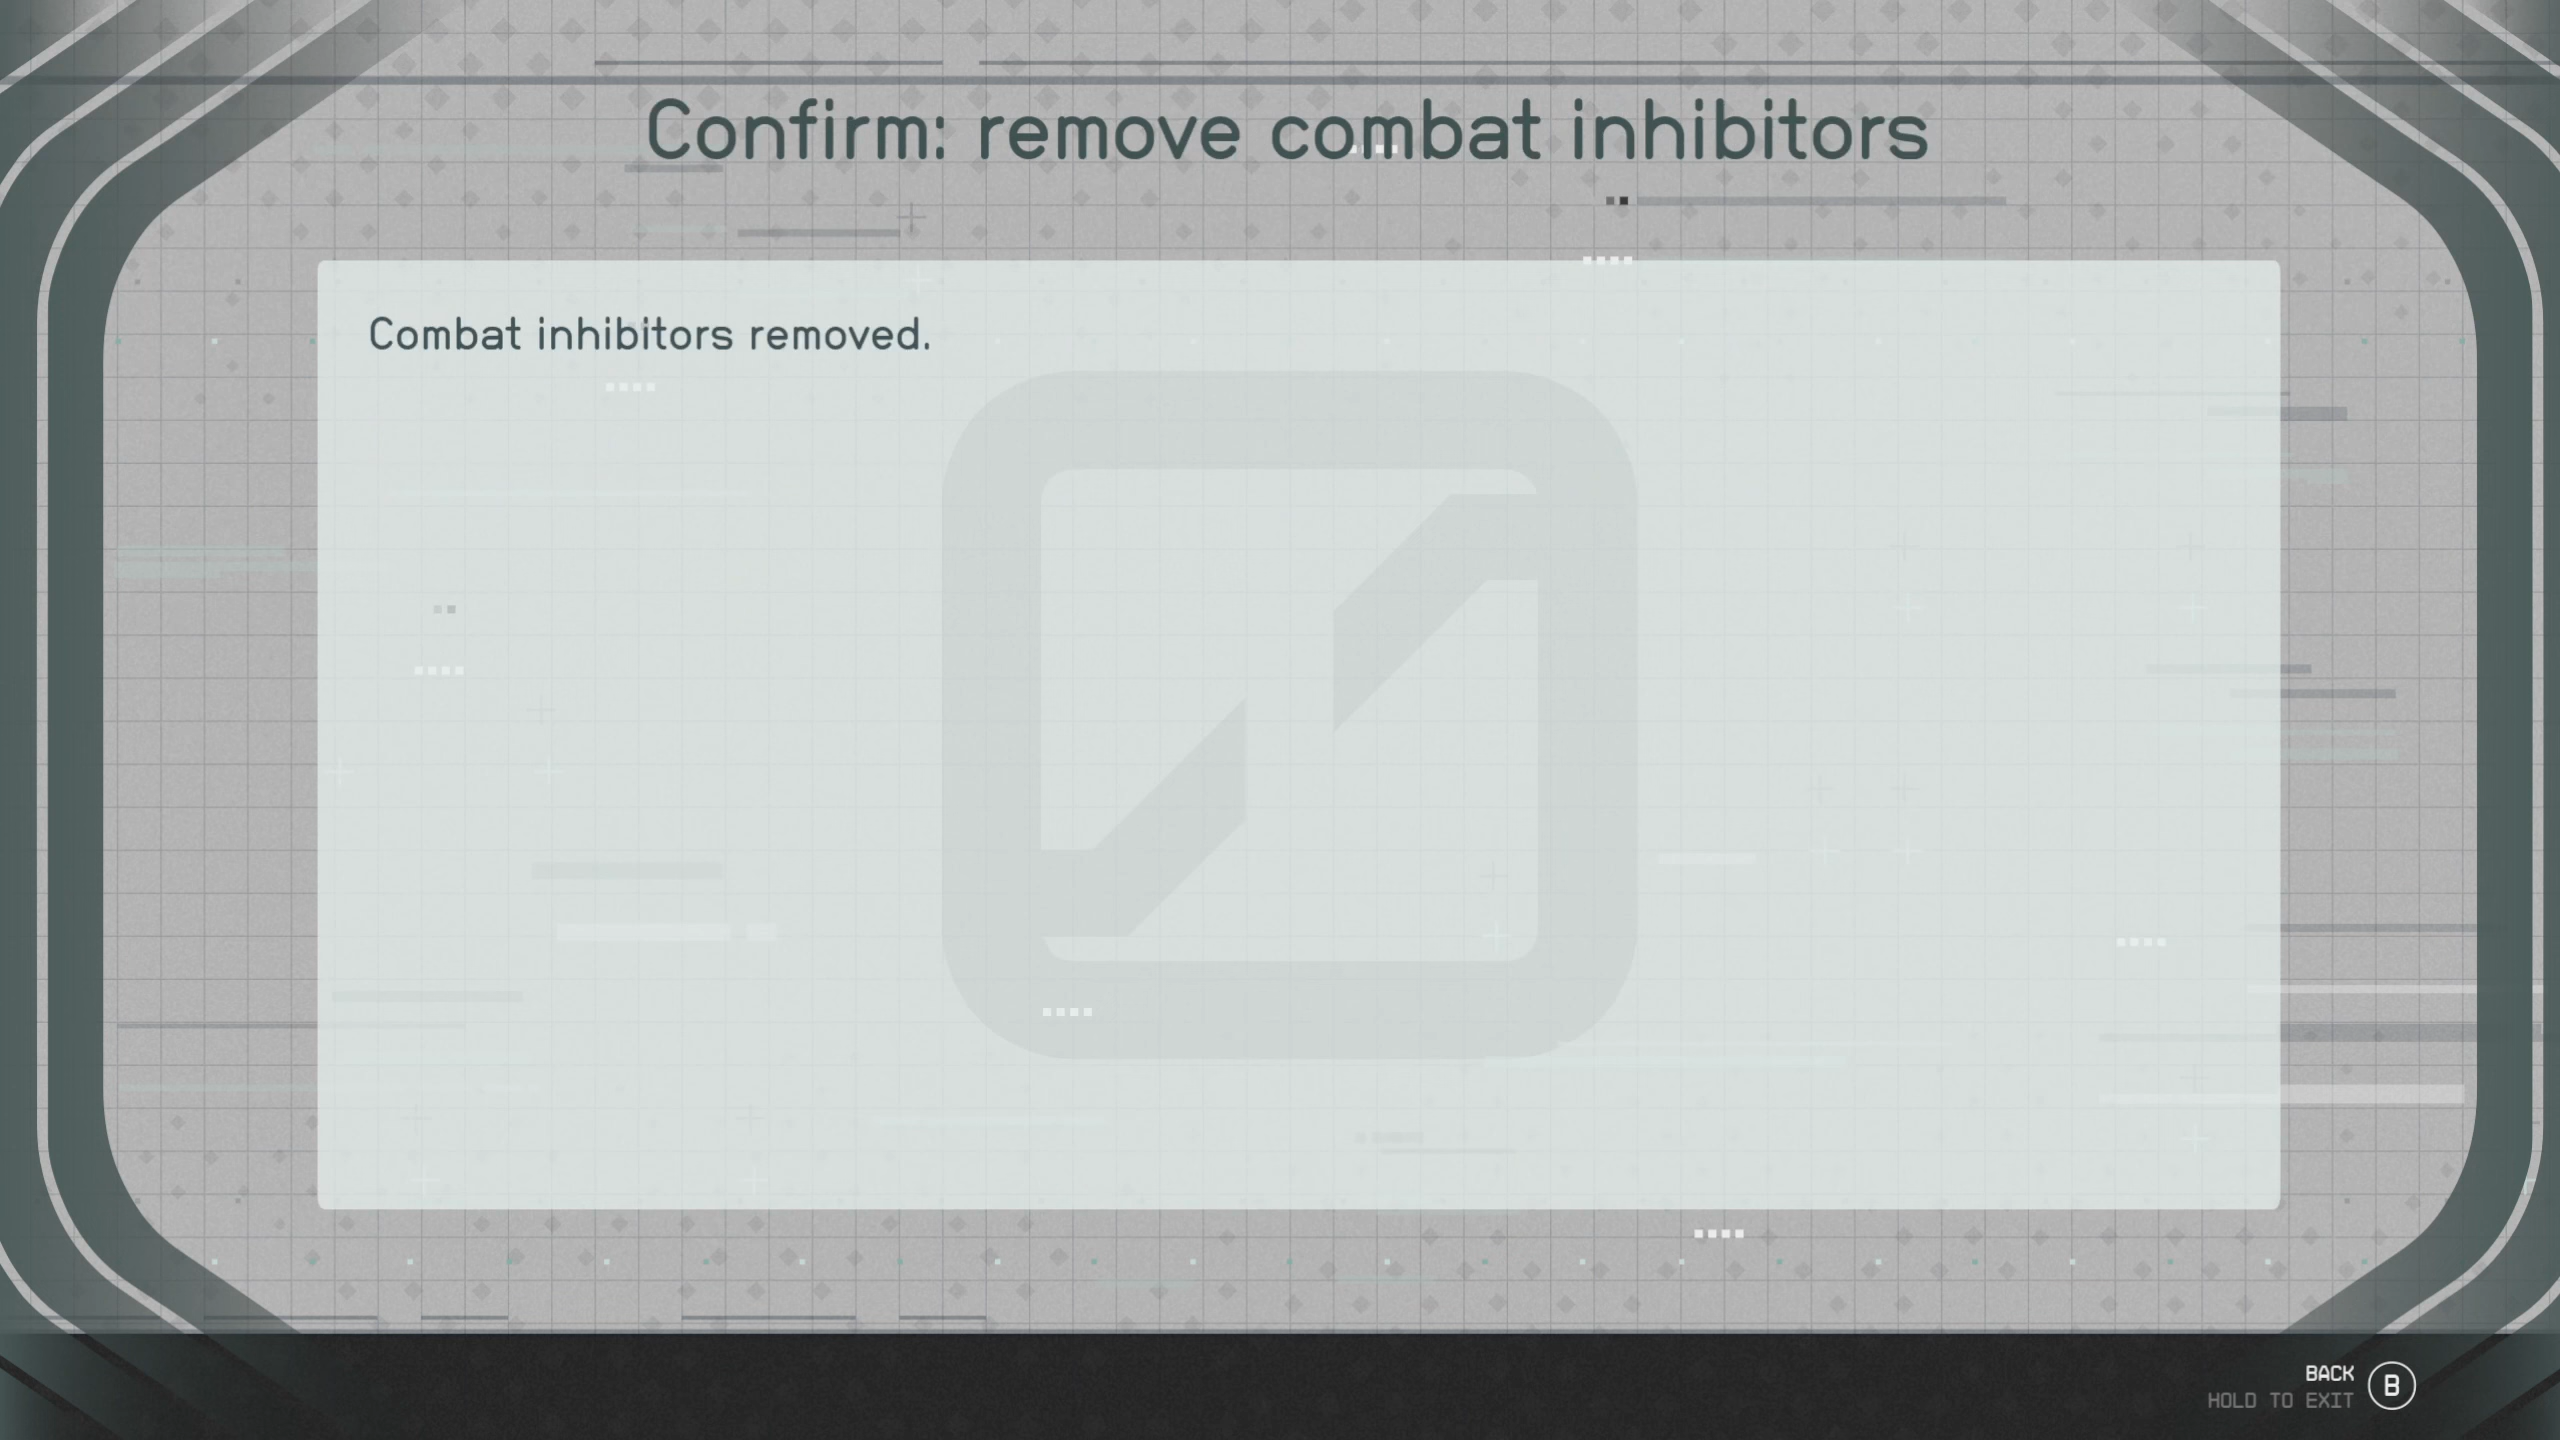 Confirm: remove combat inhibitors
Combat inhibitors removed.
BACK
HOLD TO EXIT
B